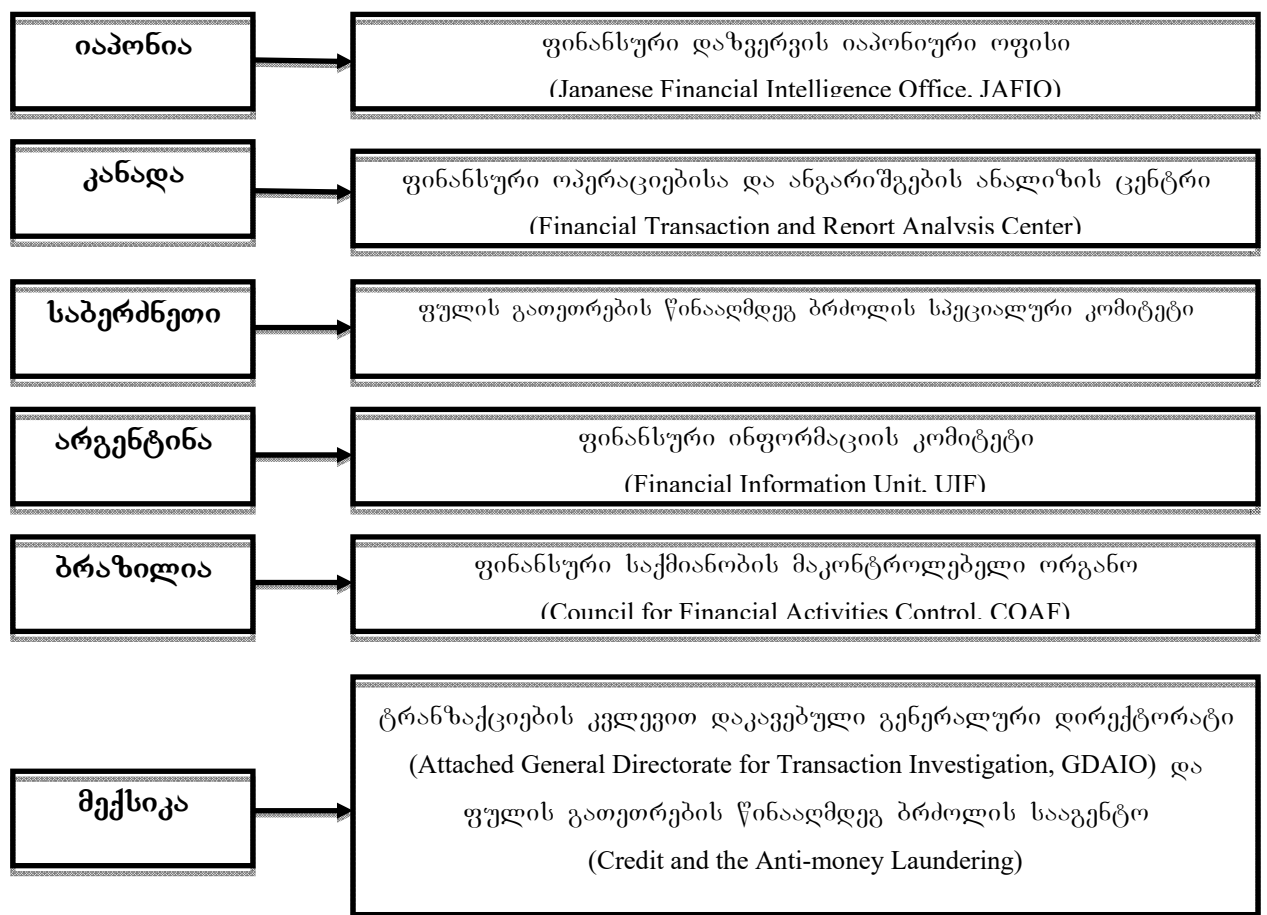 იაპონია
ფინანსური დაზვერვის იაპონიური ოფისი
(Japanese Financial Intelligence Office, JAFIO)
კანადა
ფინანსური ოპერაციებისა და ანგარიშგების ანალიზის ცენტრი
(Financial Transaction and Report Analysis Center)
საბერძნეთი
ფულის გათეთრების წინააღმდეგ ბრძოლის სპეციალური კომიტეტი
არგენტინა
ფინანსური ინფორმაციის კომიტეტი
(Financial Information Unit, UIF)
ბრაზილია
ფინანსური საქმიანობის მაკონტროლებელი ორგანო
(Council for Financial Activities Control, COAF)
მექსიკა
ტრანზაქციების კვლევით დაკავებული გენერალური დირექტორატი
(Attached General Directorate for Transaction Investigation, GDAIO) და
ფულის გათეთრების წინააღმდეგ ბრძოლის სააგენტო
(Credit and the Anti-money Laundering)